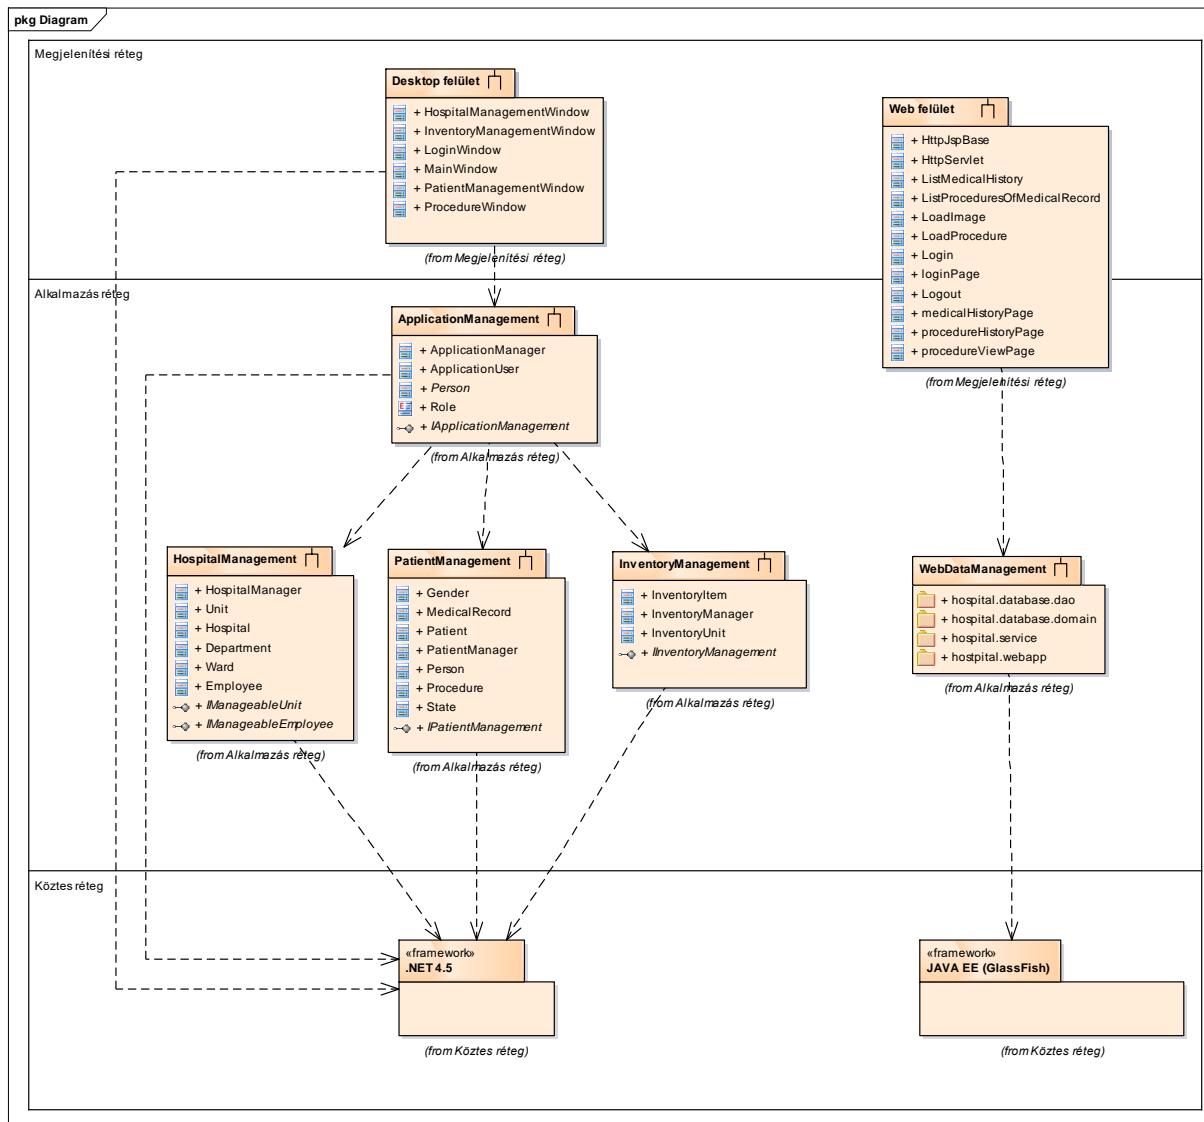 pkg Diagram
Megjelenítési réteg
Desktop felület
+ HospitalManagementWindow
+ InventoryManagementWindow
+ LoginWindow
+ MainWindow
+ PatientManagementWindow
+ ProcedureWindow
(from Megjelenítési réteg)
Web felület
+ HttpJspBase
+ HttpServlet
+ ListMedicalHistory
+ ListProceduresOfMedicalRecord
+ LoadImage
+ LoadProcedure
+ Login
+ loginPage
+ Logout
+ medicalHistoryPage
+ procedureHistoryPage
+ procedureViewPage
(from Megjelenítési réteg)
Alkalmazás réteg
ApplicationManagement
+ ApplicationManager
+ ApplicationUser
+ Person
+ Role
+ IApplicationManagement
(from Alkalmazás réteg)
HospitalManagement
+ HospitalManager
+ Unit
+ Hospital
+ Department
+ Ward
+ Employee
+ IManageableUnit
+ IManageableEmployee
(from Alkalmazás réteg)
PatientManagement
+ Gender
+ MedicalRecord
+ Patient
+ PatientManager
+ Person
+ Procedure
+ State
+ IPatientManagement
(from Alkalmazás réteg)
InventoryManagement
+ InventoryItem
+ InventoryManager
+ InventoryUnit
+ IInventoryManagement
(from Alkalmazás réteg)
WebDataManagement
+ hospital.database.dao
+ hospital.database.domain
+ hospital.service
+ hostpital.webapp
(from Alkalmazás réteg)
Köztes réteg
«framework»
.NET 4.5
(from Köztes réteg)
«framework»
JAVA EE (GlassFish)
(from Köztes réteg)